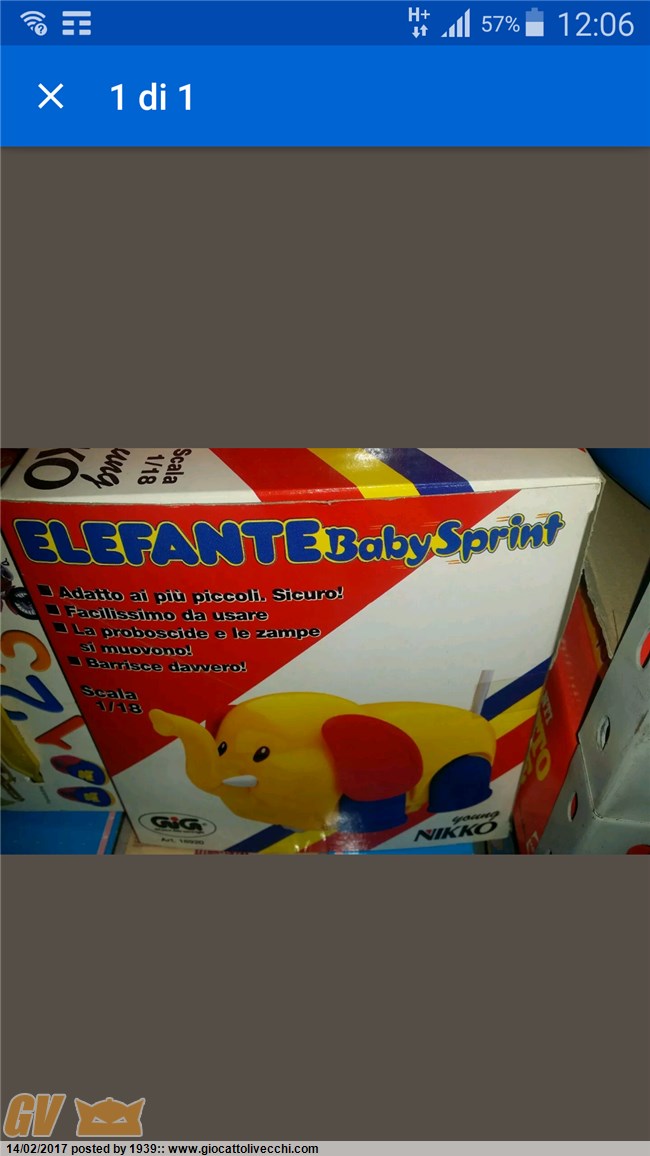 H+
57%
12:06
1 di 1
Scala
1/18
ELEFANTE Baby Sprint
Adatto ai più piccoli. Sicuro!
Facilissimo da usare
La proboscide e le zampe
si muovono!
Barrisce davvero!
Scala
1/18
GiG
young
NIKKO
GV
14/02/2017 posted by 1939:: www.giocattolivecchi.com